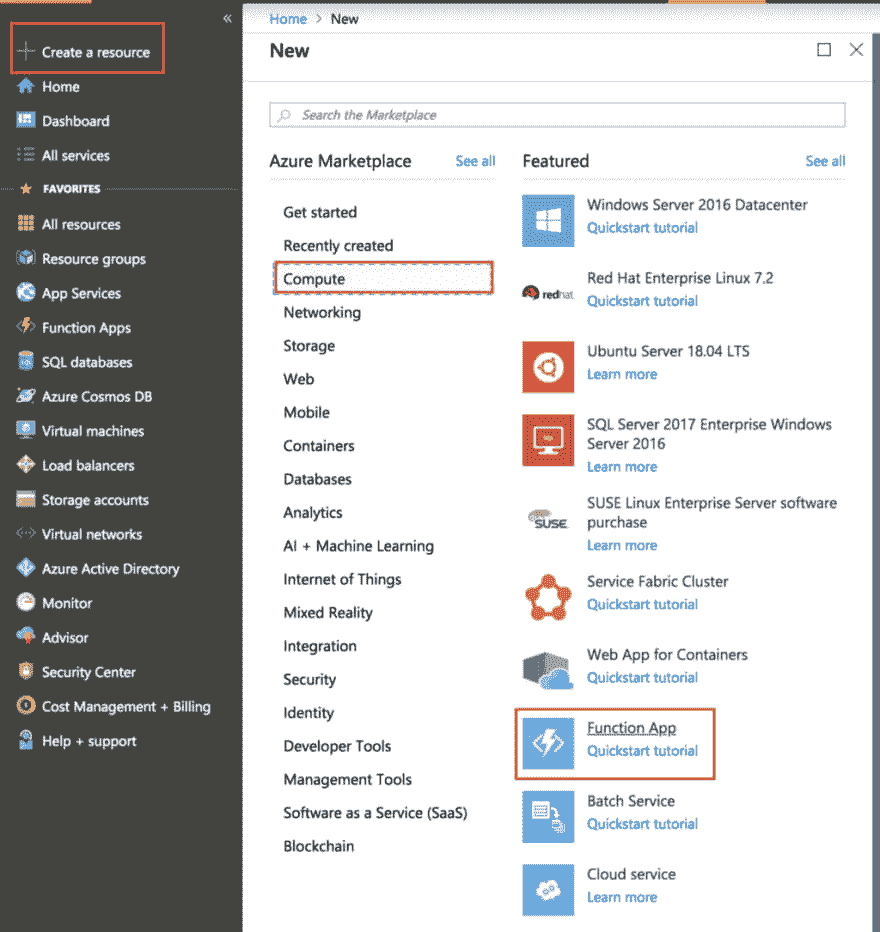 «
Create a resource
Home
Dashboard
All services
FAVORITES
All resources
Resource groups
App Services
Function Apps
SQL databases
Azure Cosmos DB
Virtual machines
Load balancers
Storage accounts
Virtual networks
Azure Active Directory
Monitor
Advisor
Security Center
Cost Management + Billing
Help + support
Home > New
New
Search the Marketplace
Azure Marketplace See all
Get started
Recently created
Compute
Networking
Storage
Web
Mobile
Containers
Databases
Analytics
AI + Machine Learning
Internet of Things
Mixed Reality
Integration
Security
Identity
Developer Tools
Management Tools
Software as a Service (SaaS)
Blockchain
Featured See all
Windows Server 2016 Datacenter
Quickstart tutorial
redhat
Red Hat Enterprise Linux 7.2
Quickstart tutorial
Ubuntu Server 18.04 LTS
Learn more
SQL Server 2017 Enterprise Windows
Server 2016
Learn more
SUSE
SUSE Linux Enterprise Server software
purchase
Learn more
Service Fabric Cluster
Quickstart tutorial
Web App for Containers
Quickstart tutorial
Function App
Quickstart tutorial
Batch Service
Quickstart tutorial
Cloud service
Learn more